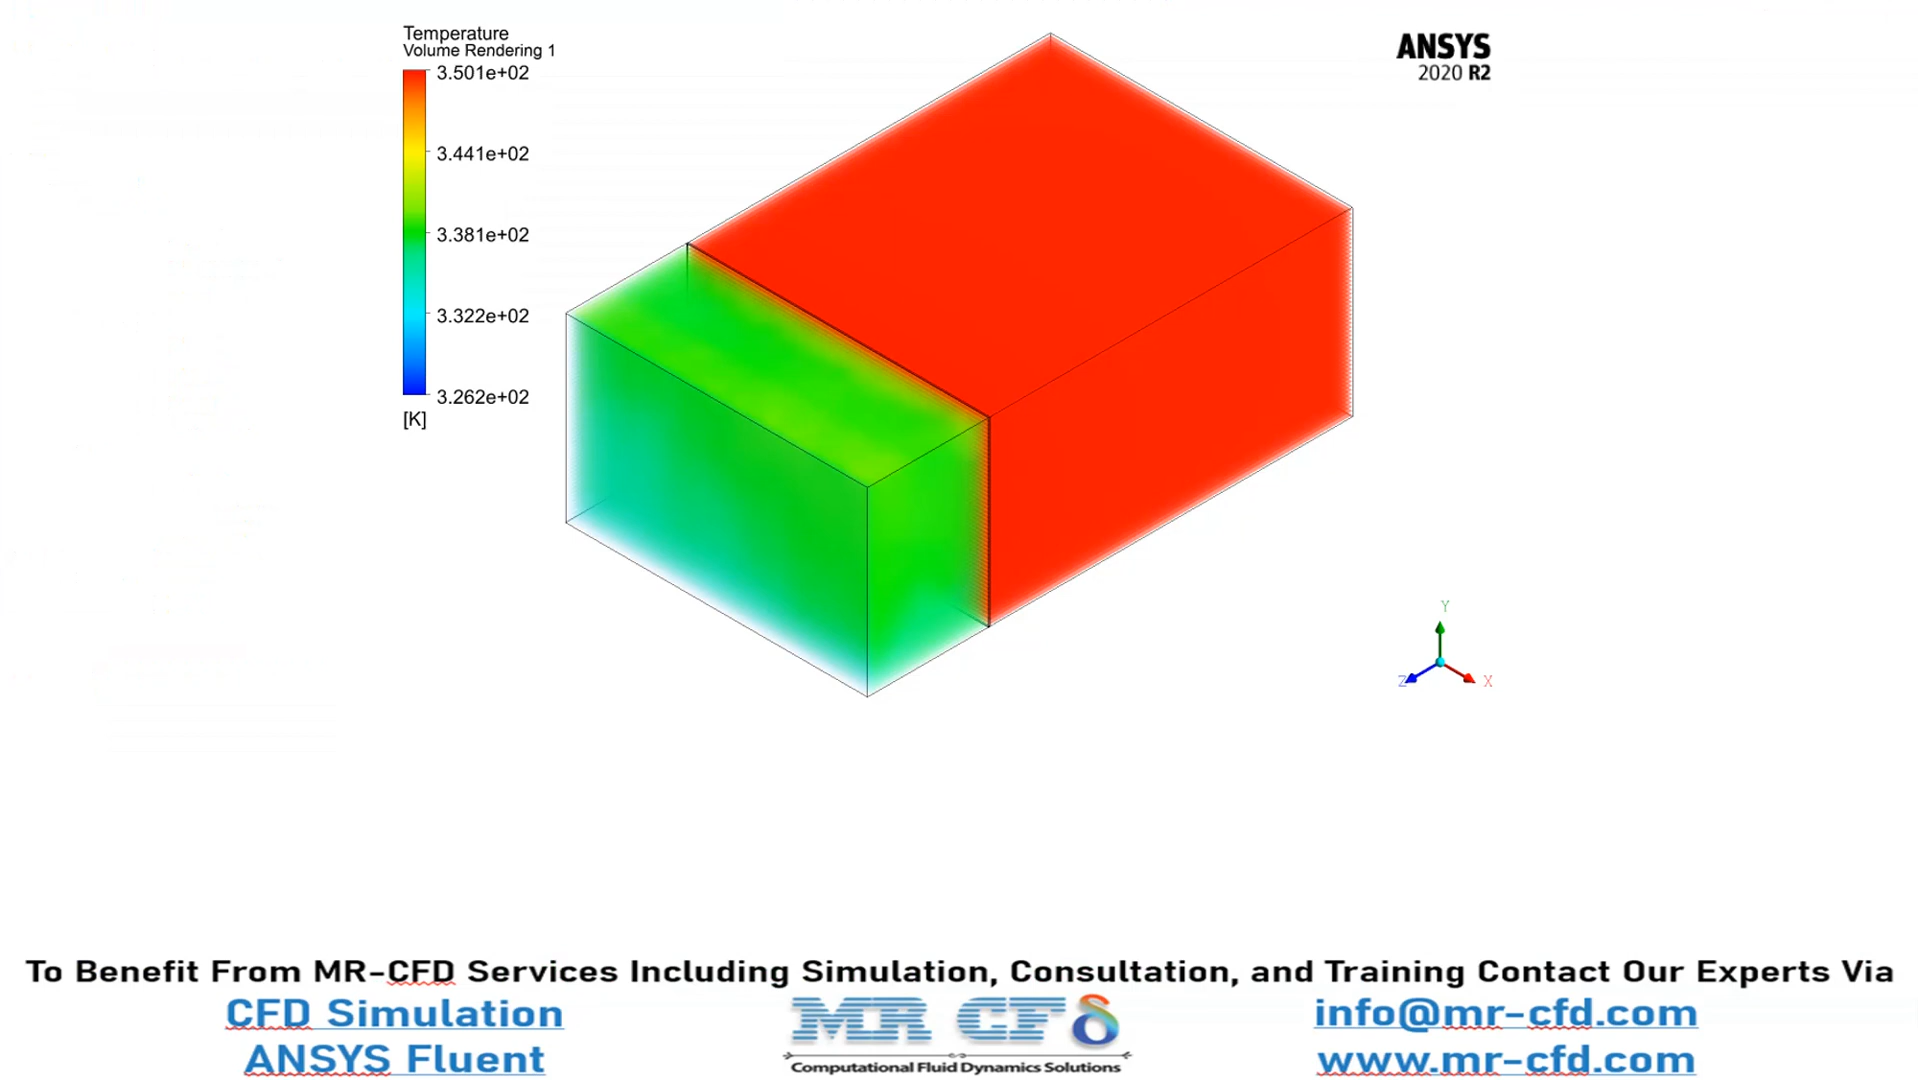 Temperature
Volume Rendering 1
3.501e+02
3.441e+02
3.381e+02
3.322e+02
3.262e+02
[K]
ANSYS
2020 R2
Y
Z
X
To Benefit From MR-CFD Services Including Simulation, Consultation, and Training Contact Our Experts Via
CFD Simulation
ANSYS Fluent
MR CFδ
Computational Fluid Dynamics Solutions
info@mr-cfd.com
www.mr-cfd.com